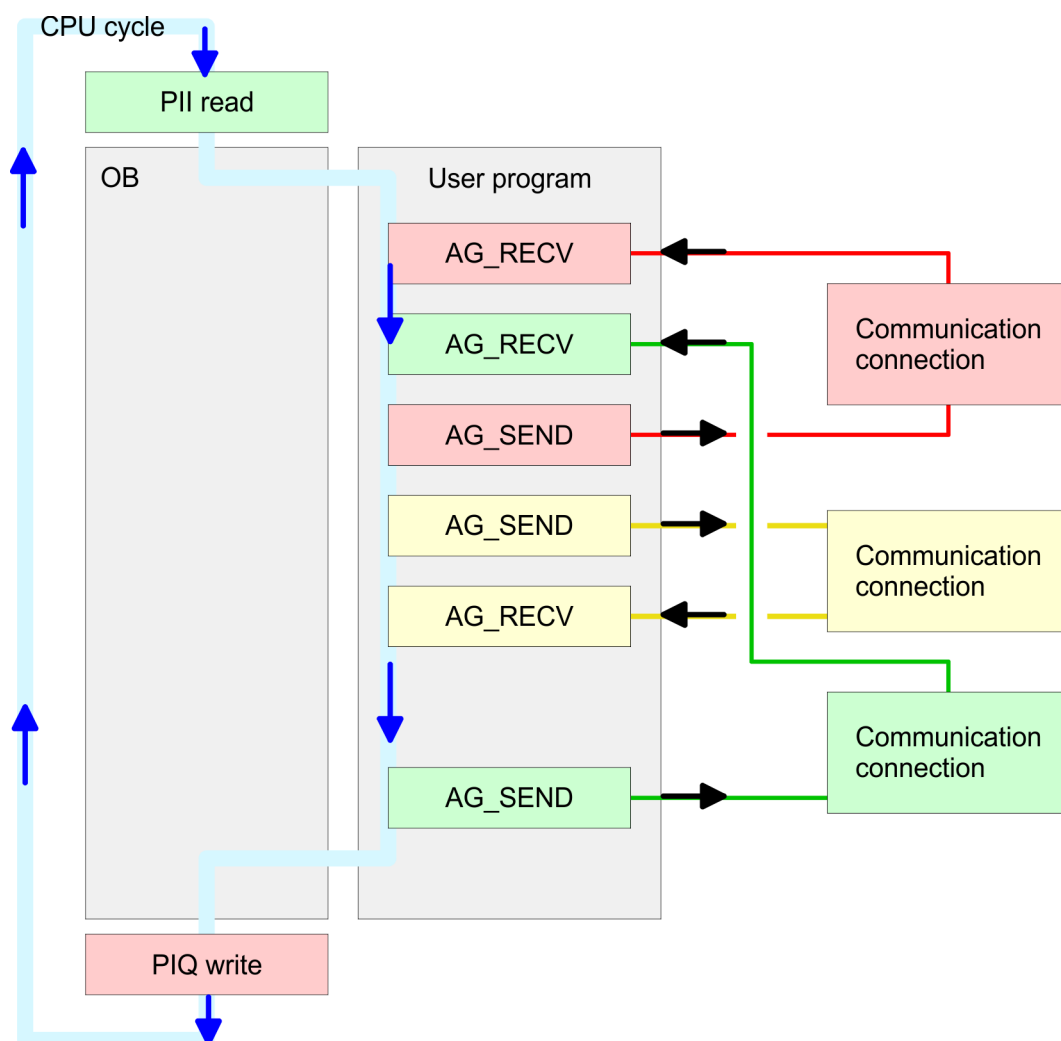 CPU cycle
PII read
OB
User program
AG_RECV
AG_RECV
AG_SEND
AG_SEND
AG_RECV
AG_SEND
Communication
connection
Communication
connection
Communication
connection
PIQ write